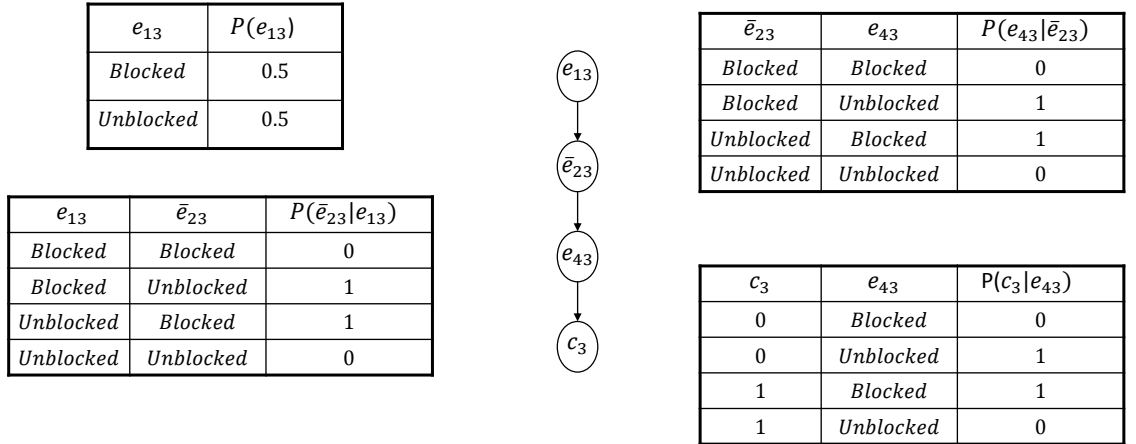 e₁₃ P(e₁₃)
Blocked 0.5
Unblocked 0.5
e₁₃ ē₂₃ P(ē₂₃|e₁₃)
Blocked Blocked 0
Blocked Unblocked 1
Unblocked Blocked 1
Unblocked Unblocked 0
e₁₃
ē₂₃
e₄₃
c₃
ē₂₃ e₄₃ P(e₄₃|ē₂₃)
Blocked Blocked 0
Blocked Unblocked 1
Unblocked Blocked 1
Unblocked Unblocked 0
c₃ e₄₃ P(c₃|e₄₃)
0 Blocked 0
0 Unblocked 1
1 Blocked 1
1 Unblocked 0